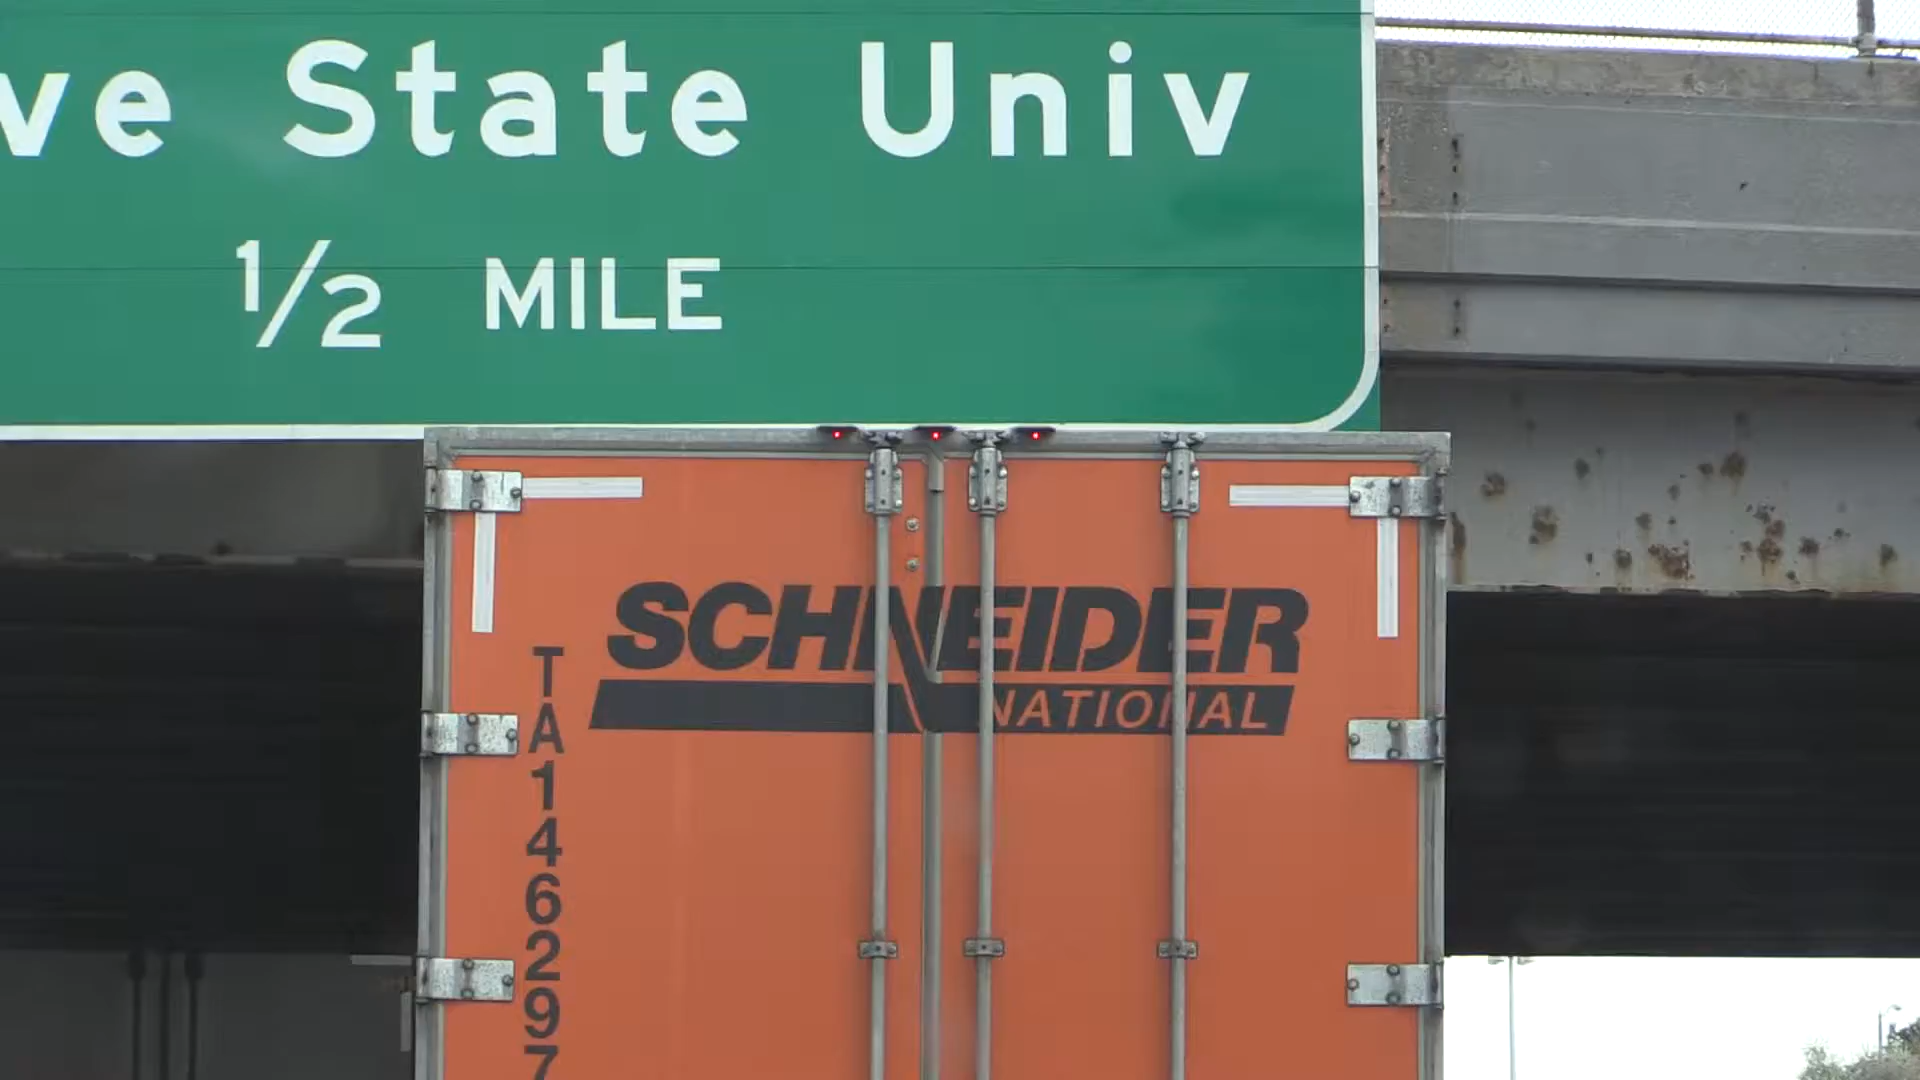 ve State Univ
1/2 MILE
SCHNEIDER
NATIONAL
TA146297